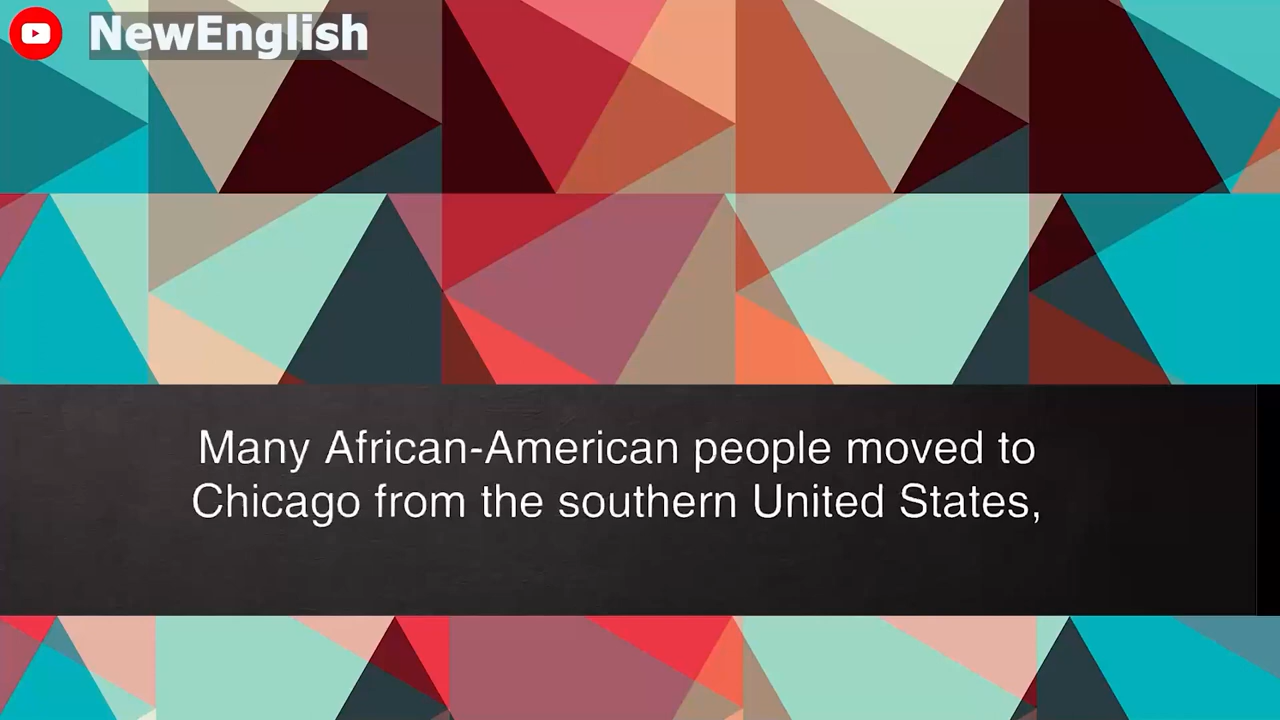 NewEnglish
Many African-American people moved to
Chicago from the southern United States,